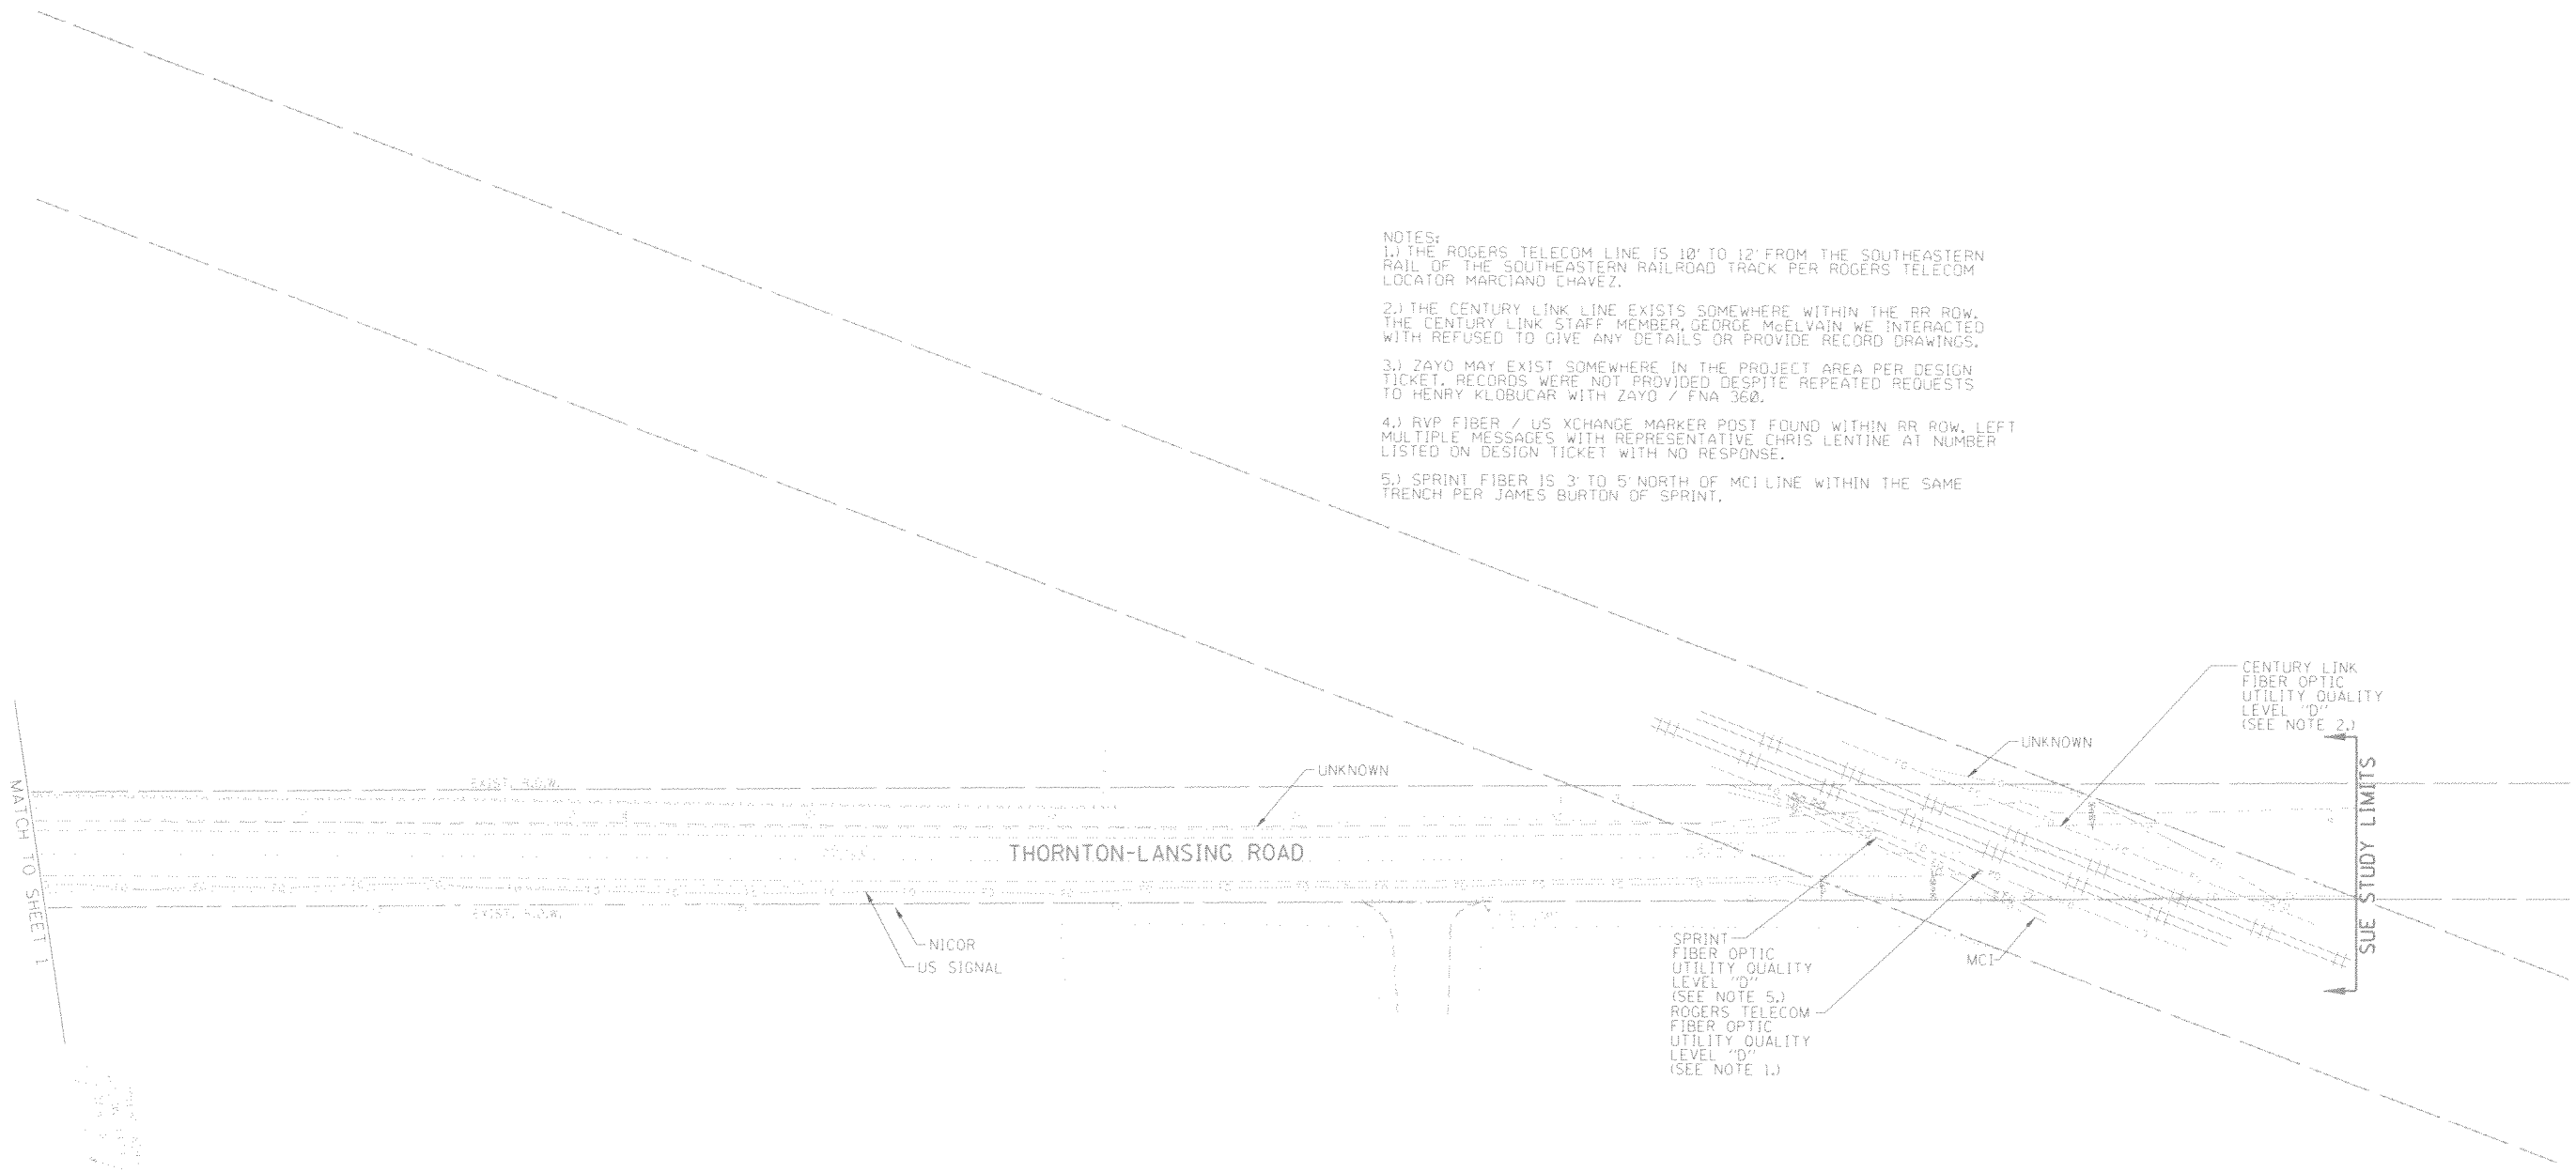 NOTES:
1.) THE ROGERS TELECOM LINE IS 10' TO 12' FROM THE SOUTHEASTERN
RAIL OF THE SOUTHEASTERN RAILROAD TRACK PER ROGERS TELECOM
LOCATOR MARCIANO CHAVEZ.
2.) THE CENTURY LINK LINE EXISTS SOMEWHERE WITHIN THE RR ROW.
THE CENTURY LINK STAFF MEMBER, GEORGE McELVAIN WE INTERACTED
WITH REFUSED TO GIVE ANY DETAILS OR PROVIDE RECORD DRAWINGS.
3.) ZAYO MAY EXIST SOMEWHERE IN THE PROJECT AREA PER DESIGN
TICKET. RECORDS WERE NOT PROVIDED DESPITE REPEATED REQUESTS
TO HENRY KLOBUCAR WITH ZAYO / FNA 360.
4.) RVP FIBER / US XCHANGE MARKER POST FOUND WITHIN RR ROW. LEFT
MULTIPLE MESSAGES WITH REPRESENTATIVE CHRIS LENTINE AT NUMBER
LISTED ON DESIGN TICKET WITH NO RESPONSE.
5.) SPRINT FIBER IS 3' TO 5' NORTH OF MCI LINE WITHIN THE SAME
TRENCH PER JAMES BURTON OF SPRINT.
CENTURY LINK
FIBER OPTIC
UTILITY QUALITY
LEVEL "D"
(SEE NOTE 2.)
UNKNOWN
UNKNOWN
SUE STUDY LIMITS
MATCH TO SHEET 1
EXIST. R.O.W.
THORNTON-LANSING ROAD
EXIST. R.O.W.
NICOR
US SIGNAL
SPRINT
FIBER OPTIC
UTILITY QUALITY
LEVEL "D"
(SEE NOTE 5.)
ROGERS TELECOM
FIBER OPTIC
UTILITY QUALITY
LEVEL "D"
(SEE NOTE 1.)
MCI